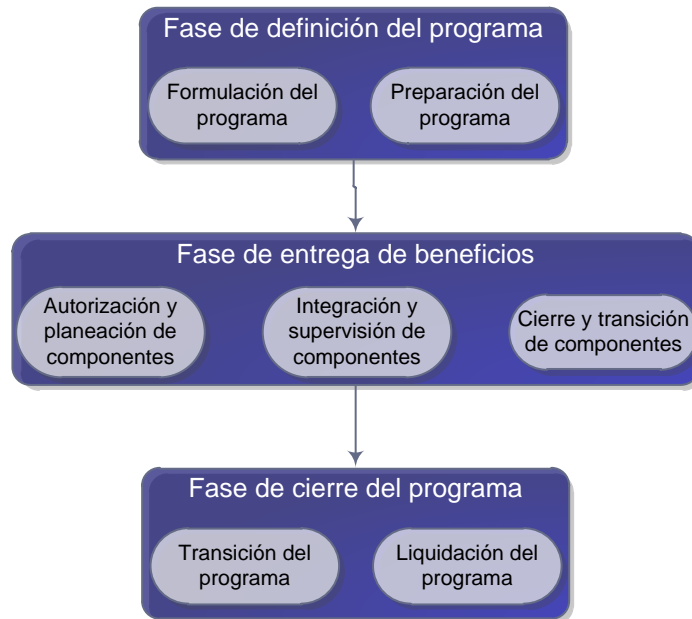 Fase de definición del programa
Formulación del
programa
Preparación del
programa
Fase de entrega de beneficios
Autorización y
planeación de
componentes
Integración y
supervisión de
componentes
Cierre y transición
de componentes
Fase de cierre del programa
Transición del
programa
Liquidación del
programa